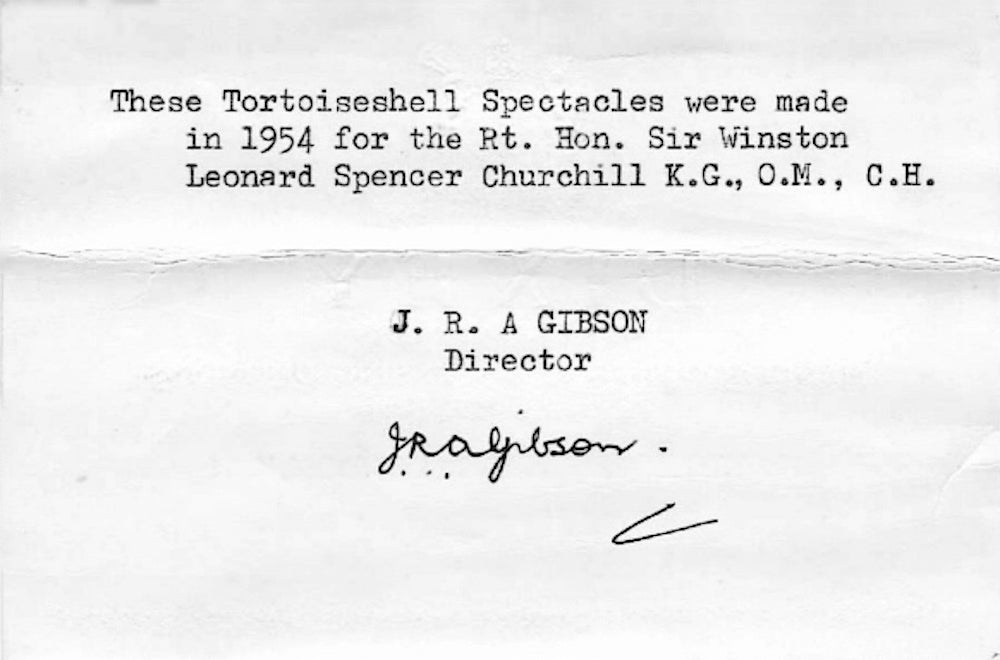 These Tortoiseshell Spectacles were made
in 1954 for the Rt. Hon. Sir Winston
Leonard Spencer Churchill K.G., O.M., C.H.
J. R. A GIBSON
Director
JRAGibson.